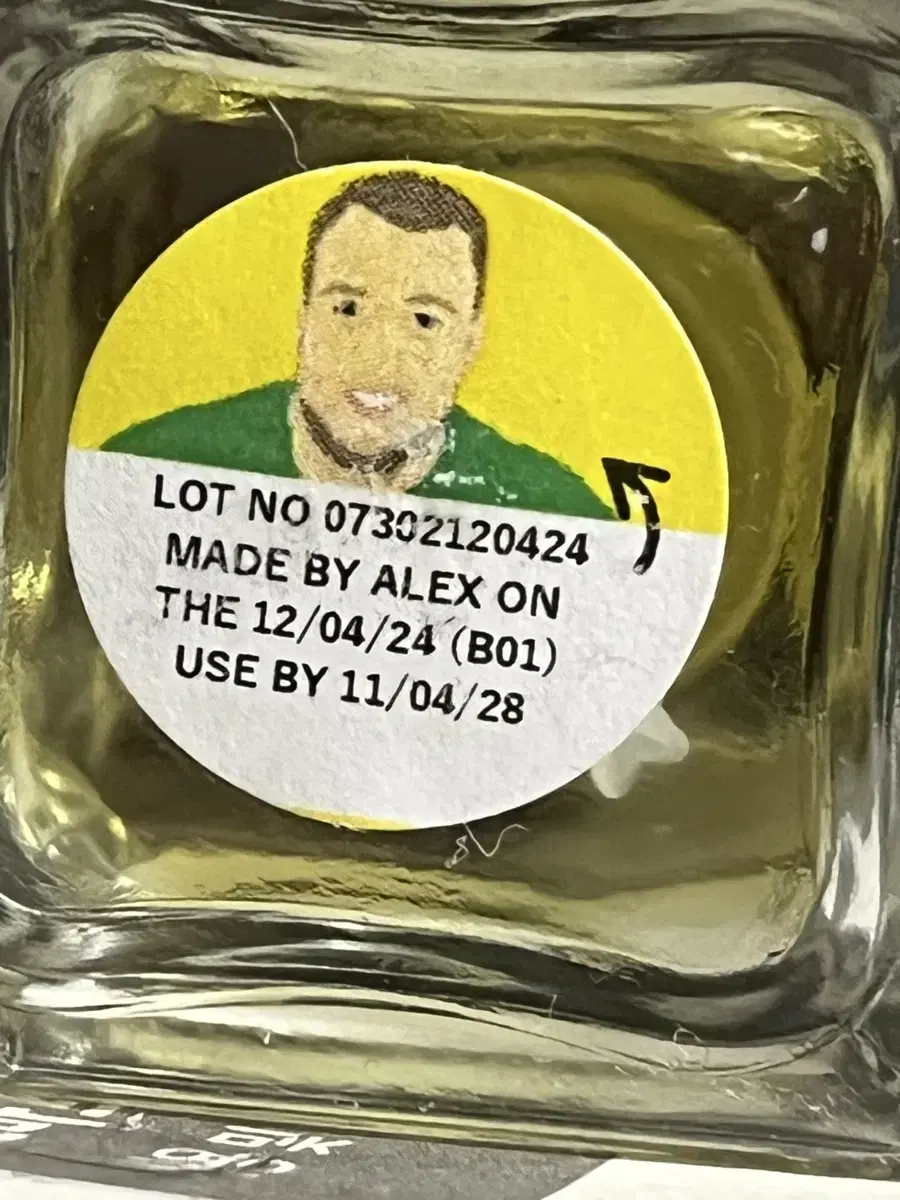 LOT NO 07302120424
MADE BY ALEX ON
THE 12/04/24 (B01)
USE BY 11/04/28